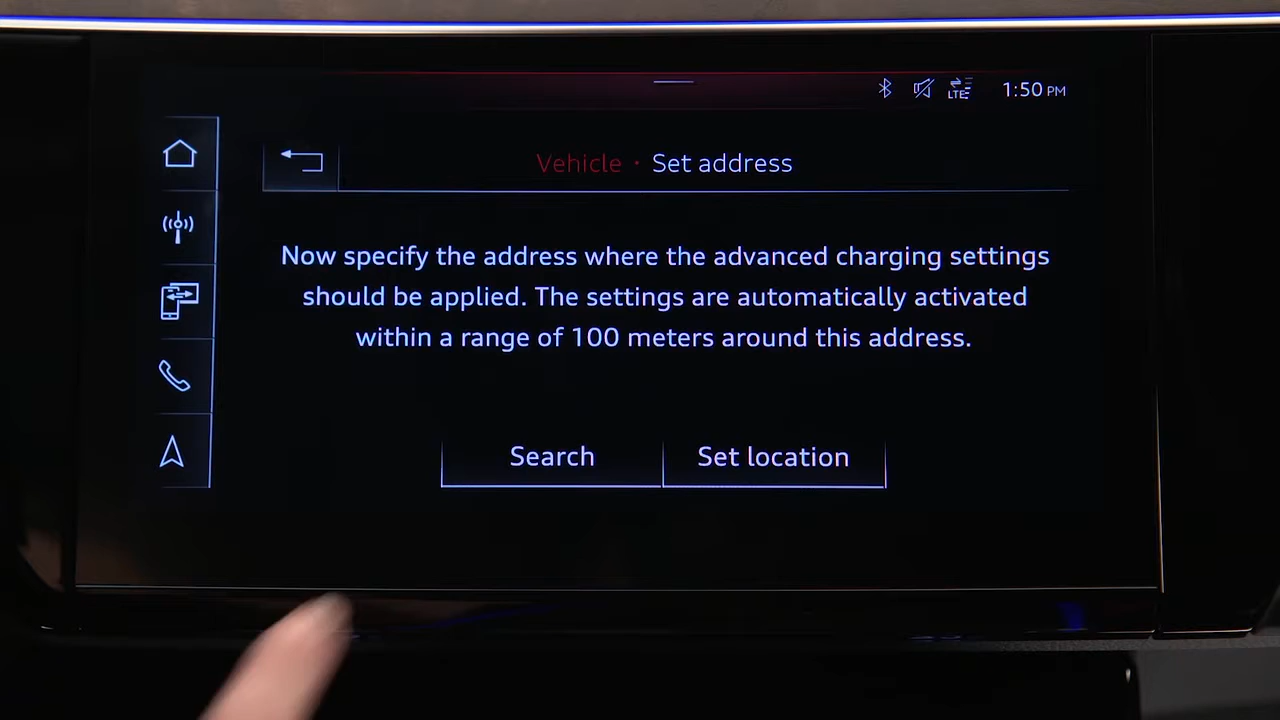 LTE 1:50 PM
Vehicle • Set address
Now specify the address where the advanced charging settings
should be applied. The settings are automatically activated
within a range of 100 meters around this address.
Search Set location